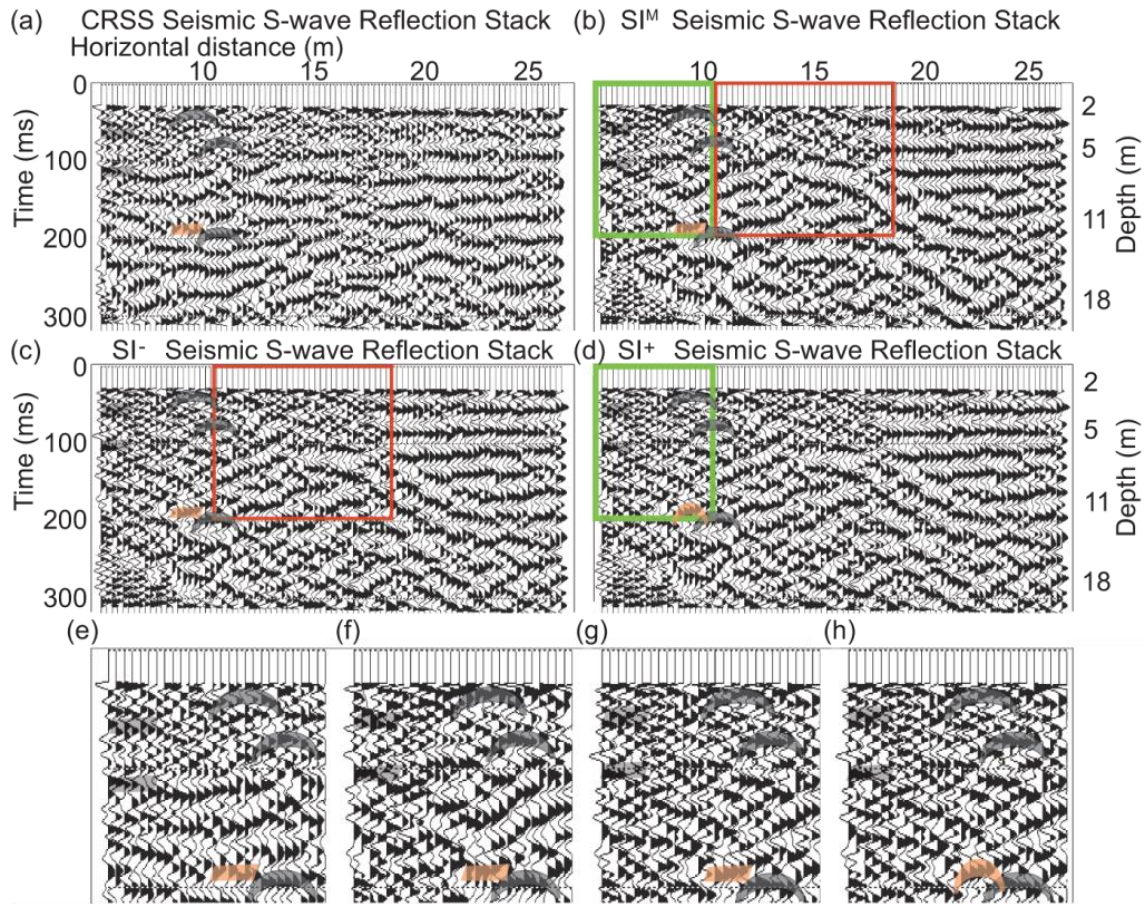 (a) CRSS Seismic S-wave Reflection Stack
Horizontal distance (m)
10 15 20 25
0
100
200
300
Time (ms)
(b) SIᴹ Seismic S-wave Reflection Stack
10 15 20 25
2
5
11
18
Depth (m)
(c) SI⁻ Seismic S-wave Reflection Stack
0
100
200
300
Time (ms)
(d) SI⁺ Seismic S-wave Reflection Stack
2
5
11
18
Depth (m)
(e) (f) (g) (h)